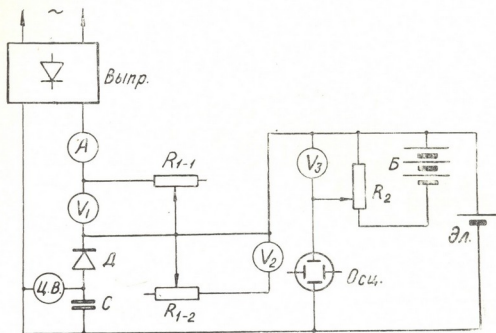 ~
Выпр.
А
R1-1
V1
Д
Ц.В
С
R1-2
V2
V3
R2
Б
Эл.
Осц.